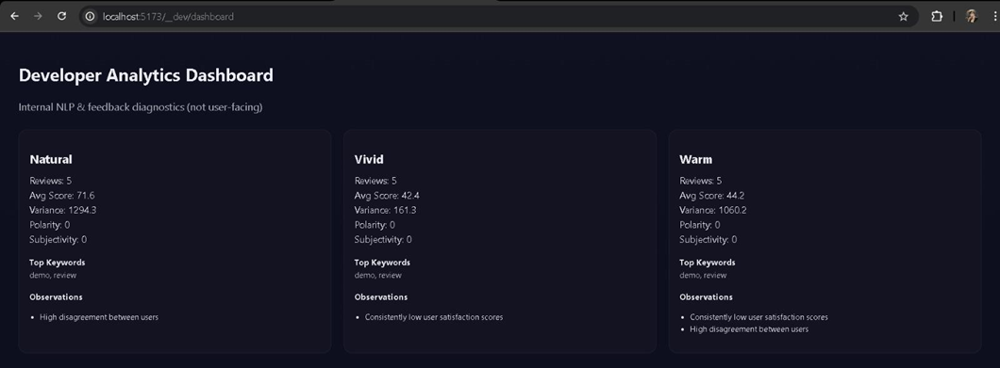 localhost:5173/__dev/dashboard
Developer Analytics Dashboard
Internal NLP & feedback diagnostics (not user-facing)
Natural
Reviews: 5
Avg Score: 71.6
Variance: 1294.3
Polarity: 0
Subjectivity: 0
Top Keywords
demo, review
Observations
• High disagreement between users
Vivid
Reviews: 5
Avg Score: 42.4
Variance: 161.3
Polarity: 0
Subjectivity: 0
Top Keywords
demo, review
Observations
• Consistently low user satisfaction scores
Warm
Reviews: 5
Avg Score: 44.2
Variance: 1060.2
Polarity: 0
Subjectivity: 0
Top Keywords
demo, review
Observations
• Consistently low user satisfaction scores
• High disagreement between users